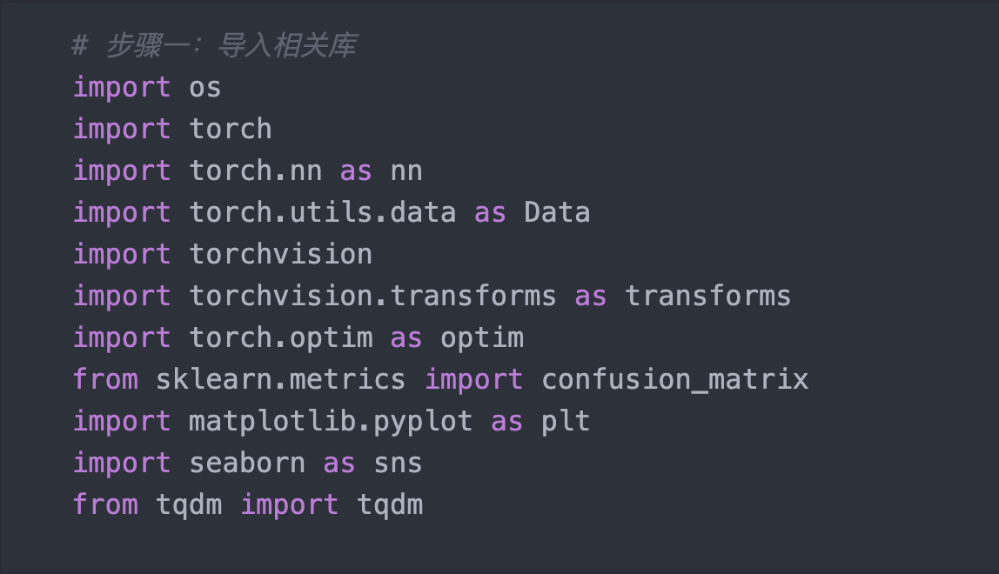 # 步骤一：导入相关库
import os
import torch
import torch.nn as nn
import torch.utils.data as Data
import torchvision
import torchvision.transforms as transforms
import torch.optim as optim
from sklearn.metrics import confusion_matrix
import matplotlib.pyplot as plt
import seaborn as sns
from tqdm import tqdm